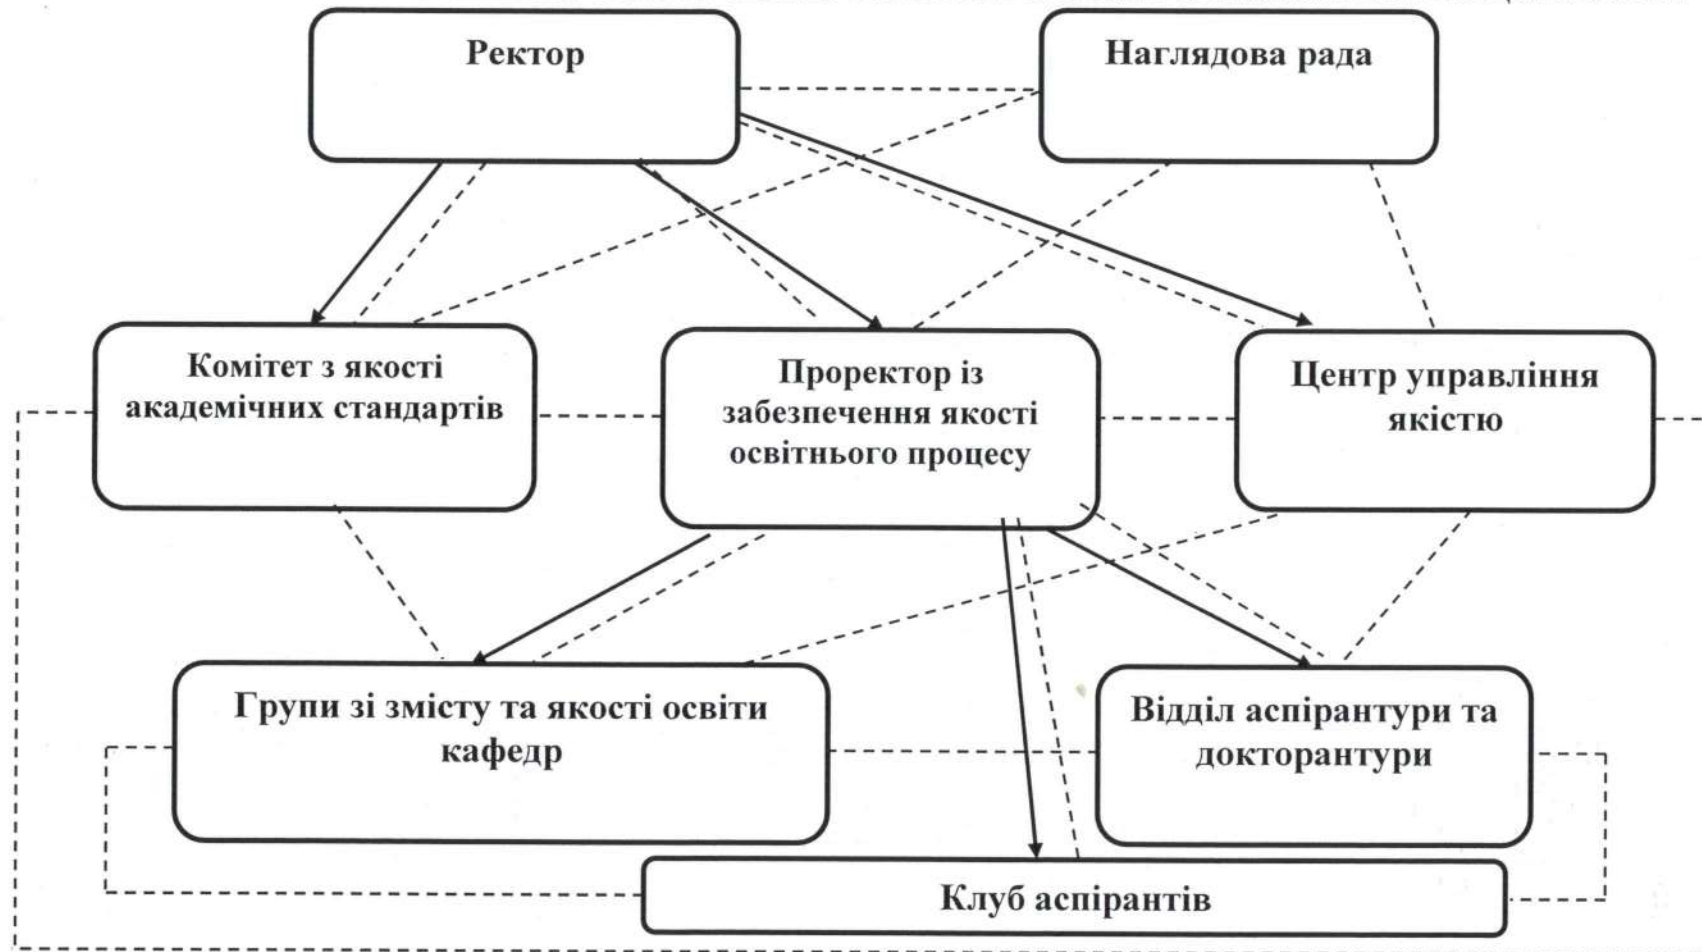 Ректор
Наглядова рада
Комітет з якості
академічних стандартів
Проректор із
забезпечення якості
освітнього процесу
Центр управління
якістю
Групи зі змісту та якості освіти
кафедр
Відділ аспірантури та
докторантури
Клуб аспірантів